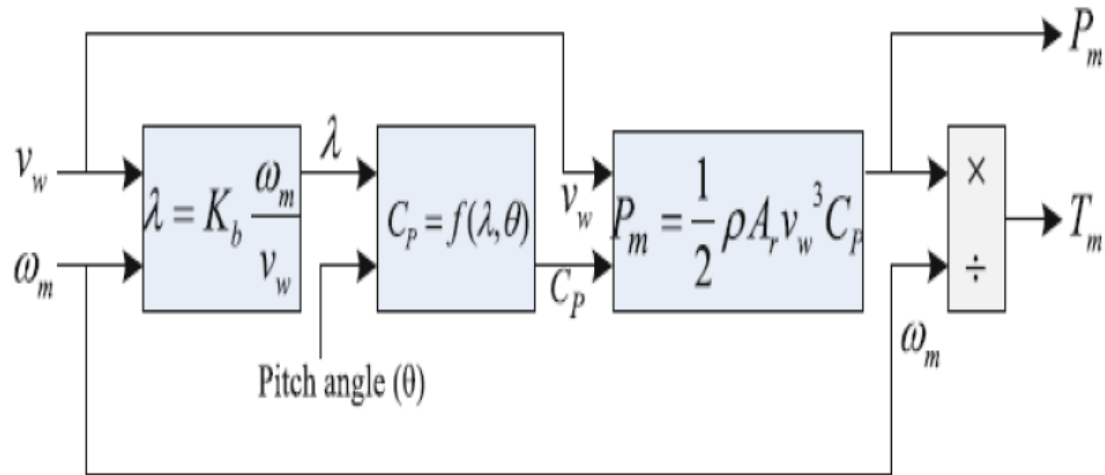 P_m
v_w
λ = K_b ω_m / v_w
λ
C_P = f(λ,θ)
v_w
P_m = 1/2 ρA_r v_w^3 C_P
×
÷
T_m
ω_m
C_P
ω_m
Pitch angle (θ)